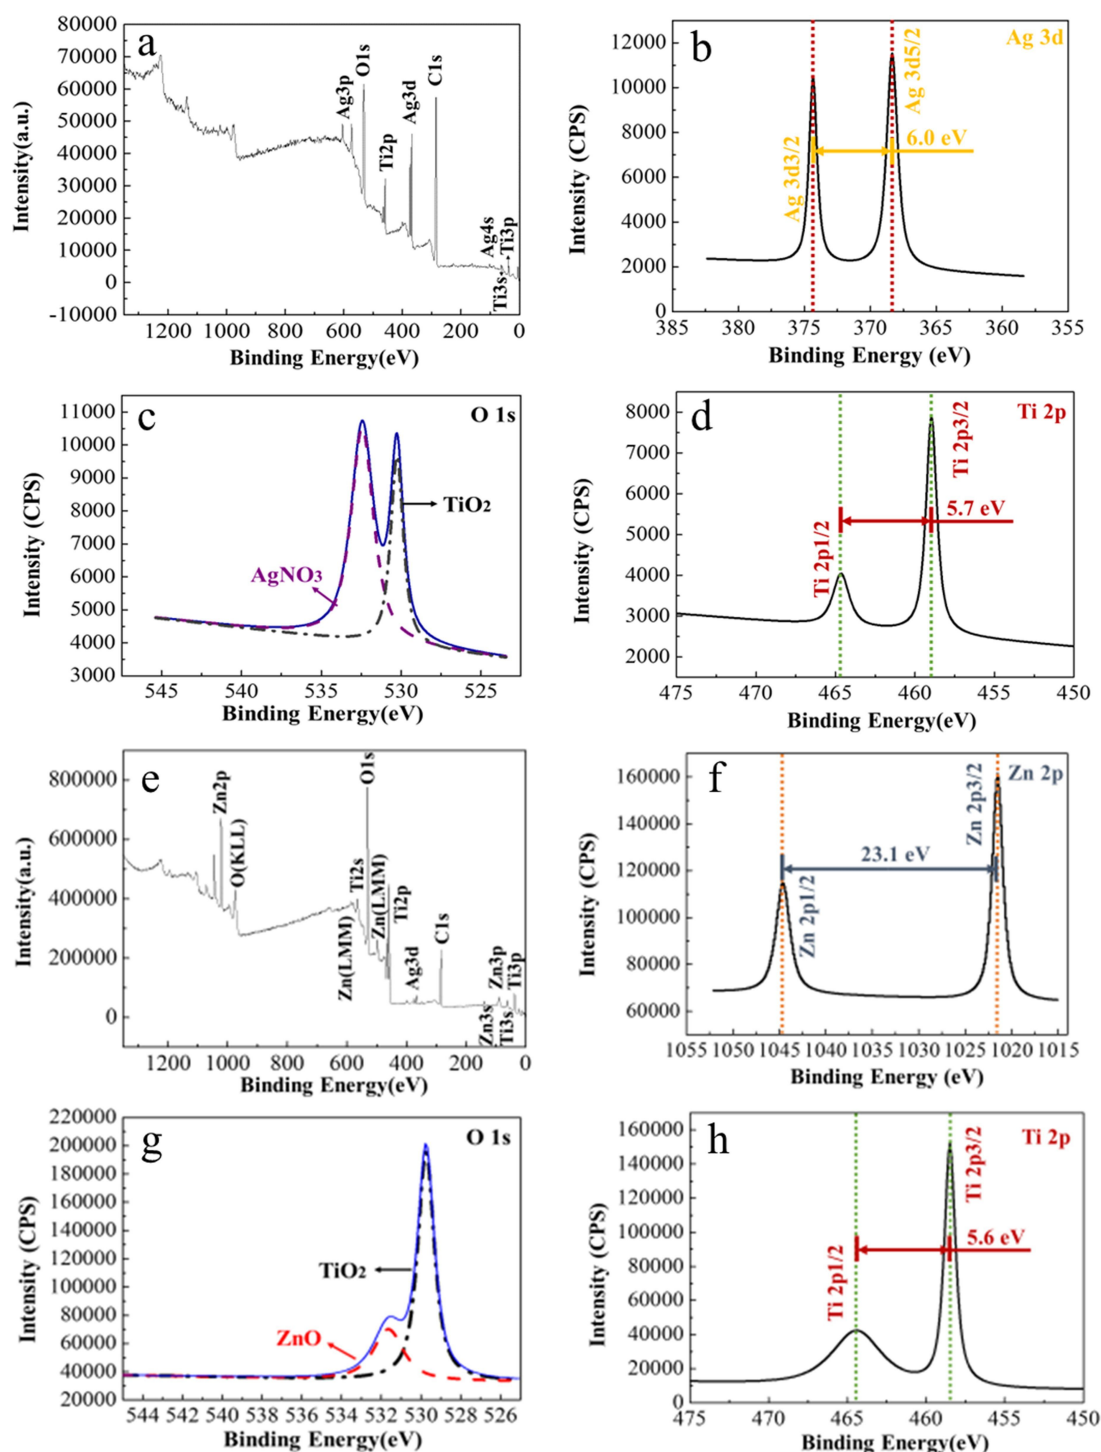 a
80000
70000
60000
50000
40000
30000
20000
10000
0
-10000
Intensity(a.u.)
Ag3p
O1s
Ti2p
Ag3d
C1s
Ag4s
Ti3s
Ti3p
1200 1000 800 600 400 200 0
Binding Energy(eV)
b
Ag 3d
12000
10000
8000
6000
4000
2000
0
Intensity (CPS)
Ag 3d3/2
Ag 3d5/2
6.0 eV
385 380 375 370 365 360 355
Binding Energy (eV)
c
O 1s
11000
10000
9000
8000
7000
6000
5000
4000
3000
Intensity (CPS)
TiO2
AgNO3
545 540 535 530 525
Binding Energy(eV)
d
Ti 2p
8000
7000
6000
5000
4000
3000
2000
Intensity (CPS)
Ti 2p1/2
Ti 2p3/2
5.7 eV
475 470 465 460 455 450
Binding Energy(eV)
e
800000
600000
400000
200000
0
Intensity(a.u.)
Zn2p
O(KLL)
O1s
Ti2s
Zn(LMM)
Zn(LMM)
Ti2p
Ag3d
C1s
Zn3s
Zn3p
Ti3s
Ti3p
1200 1000 800 600 400 200 0
Binding Energy(eV)
f
Zn 2p
160000
140000
120000
100000
80000
60000
Intensity (CPS)
Zn 2p1/2
Zn 2p3/2
23.1 eV
1055 1050 1045 1040 1035 1030 1025 1020 1015
Binding Energy (eV)
g
O 1s
220000
200000
180000
160000
140000
120000
100000
80000
60000
40000
20000
Intensity (CPS)
TiO2
ZnO
544 542 540 538 536 534 532 530 528 526
Binding Energy(eV)
h
Ti 2p
160000
140000
120000
100000
80000
60000
40000
20000
0
Intensity (CPS)
Ti 2p1/2
Ti 2p3/2
5.6 eV
475 470 465 460 455 450
Binding Energy(eV)